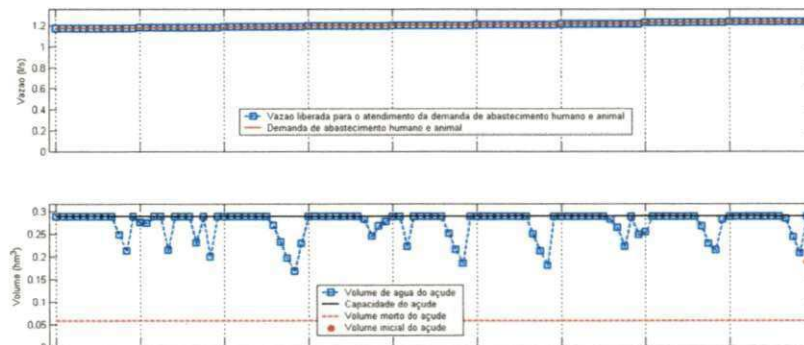 1.2
1
0.8
0.6
0.4
0.2
0
Vazao (l/s)
Vazao liberada para o atendimento da demanda de abastecimento humano e animal
Demanda de abastecimento humano e animal
0.3
0.25
0.2
0.15
0.1
0.05
0
Volume (hm³)
Volume de agua do açude
Capacidade do açude
Volume morto do açude
Volume inicial do açude